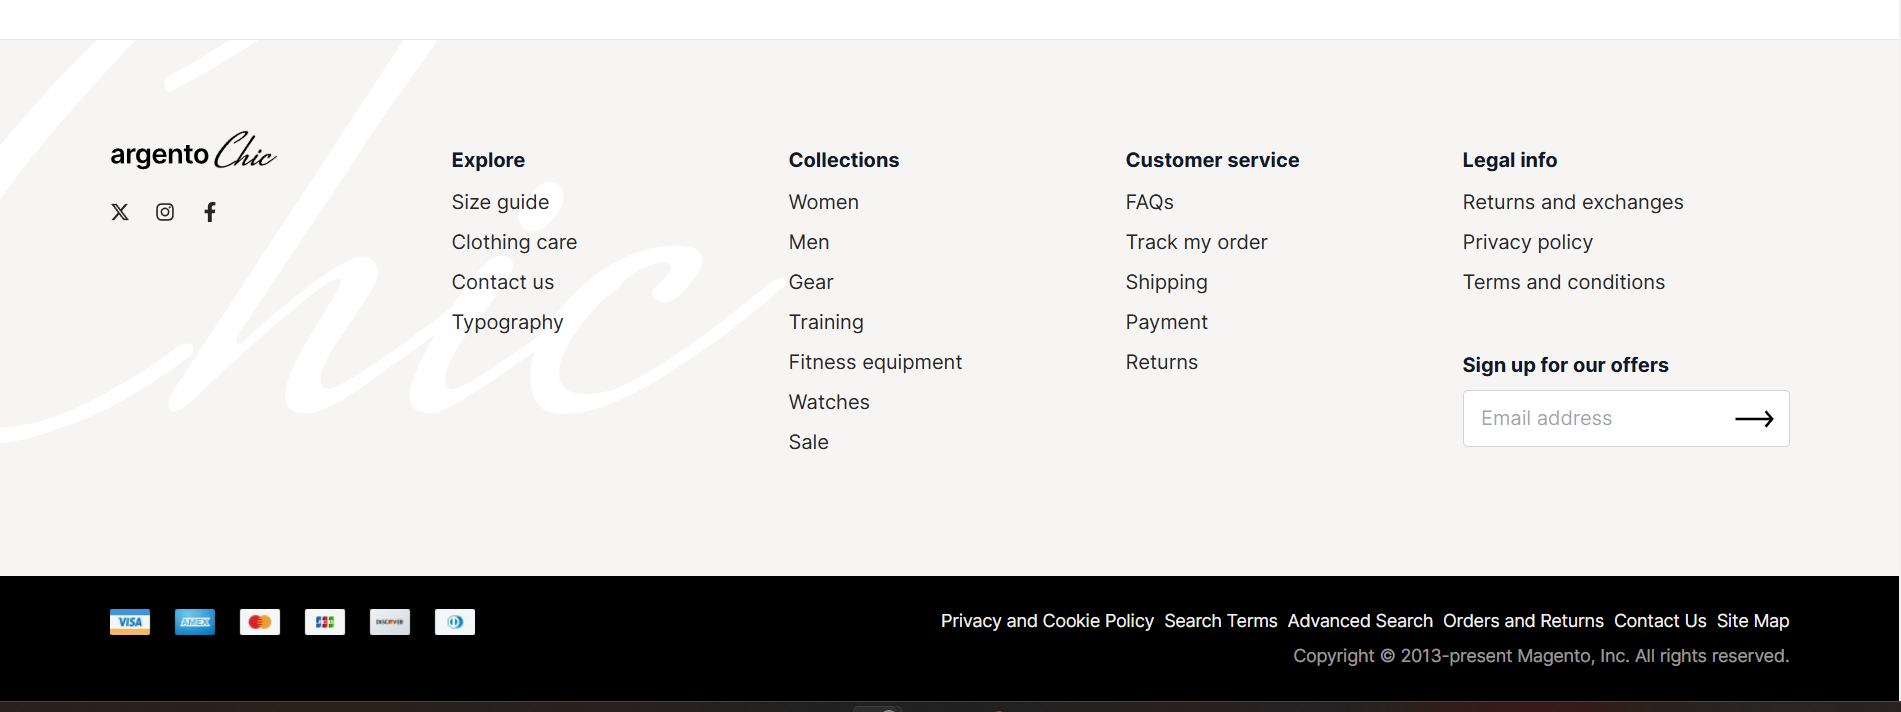 argento Chic
Explore
Size guide
Clothing care
Contact us
Typography
Collections
Women
Men
Gear
Training
Fitness equipment
Watches
Sale
Customer service
FAQs
Track my order
Shipping
Payment
Returns
Legal info
Returns and exchanges
Privacy policy
Terms and conditions
Sign up for our offers
Email address
Chic
VISA AMEX JCB DISCOVER
Privacy and Cookie Policy Search Terms Advanced Search Orders and Returns Contact Us Site Map
Copyright © 2013-present Magento, Inc. All rights reserved.